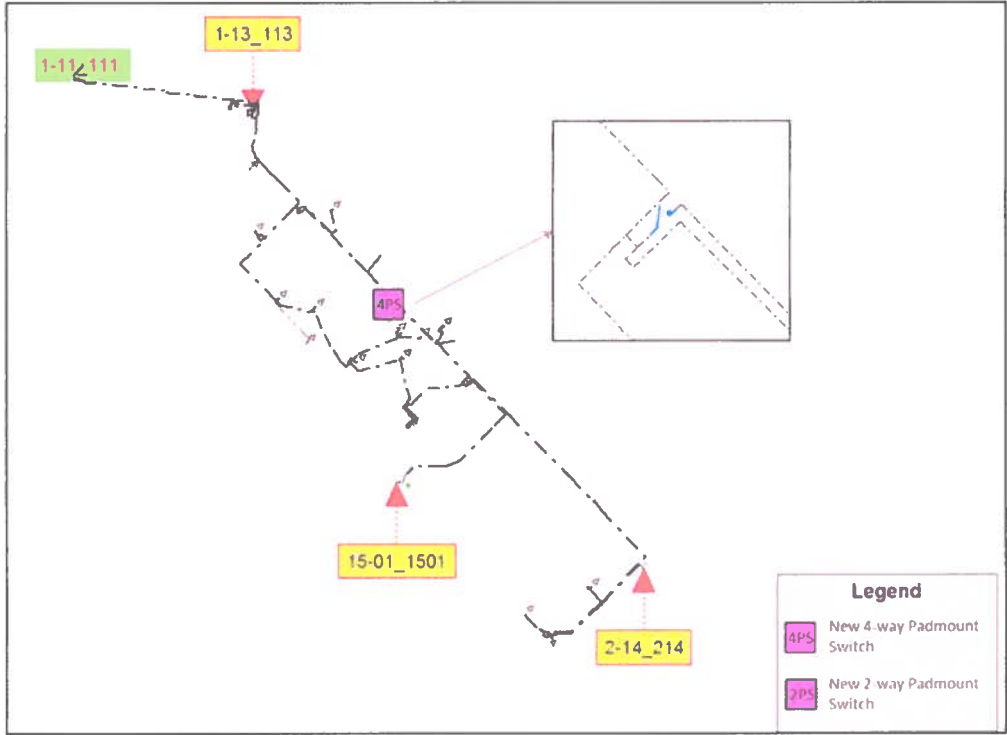 1-13_113
1-11_111
4PS
15-01_1501
2-14_214
Legend
4PS New 4-way Padmount
Switch
2PS New 2-way Padmount
Switch